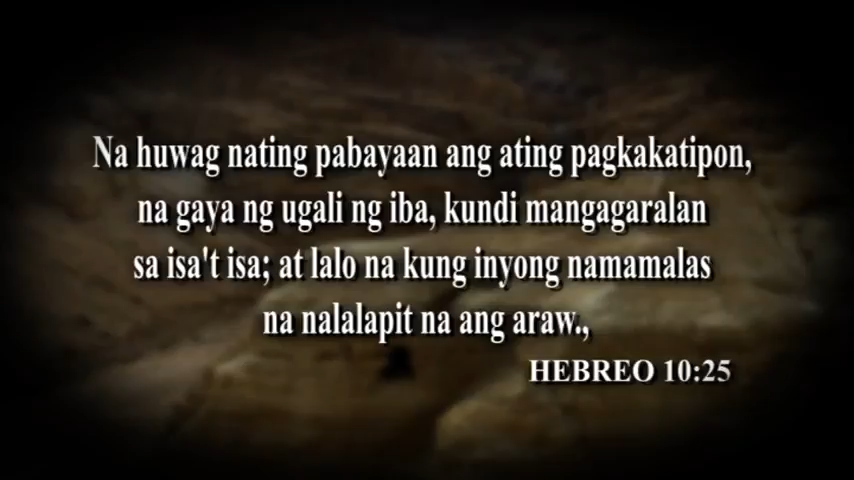 Na huwag nating pabayaan ang ating pagkakatipon,
na gaya ng ugali ng iba, kundi mangagaralan
sa isa't isa; at lalo na kung inyong namamalas
na nalalapit na ang araw.,
HEBREO 10:25